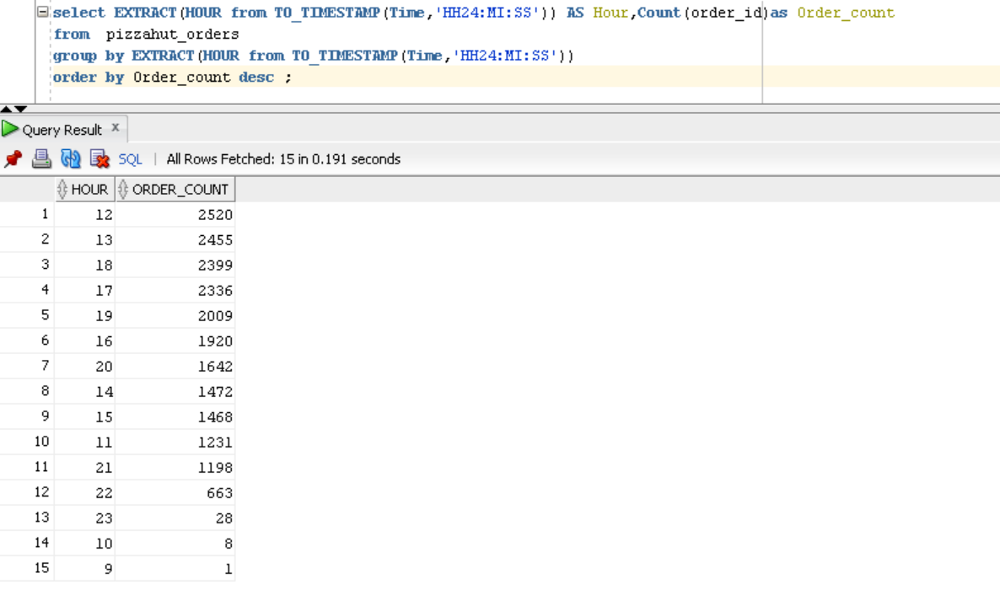 select EXTRACT(HOUR from TO_TIMESTAMP(Time,'HH24:MI:SS')) AS Hour,Count(order_id)as Order_count
from  pizzahut_orders
group by EXTRACT(HOUR from TO_TIMESTAMP(Time,'HH24:MI:SS'))
order by Order_count desc ;
Query Result ×
SQL | All Rows Fetched: 15 in 0.191 seconds
HOUR ORDER_COUNT
1 12 2520
2 13 2455
3 18 2399
4 17 2336
5 19 2009
6 16 1920
7 20 1642
8 14 1472
9 15 1468
10 11 1231
11 21 1198
12 22 663
13 23 28
14 10 8
15 9 1